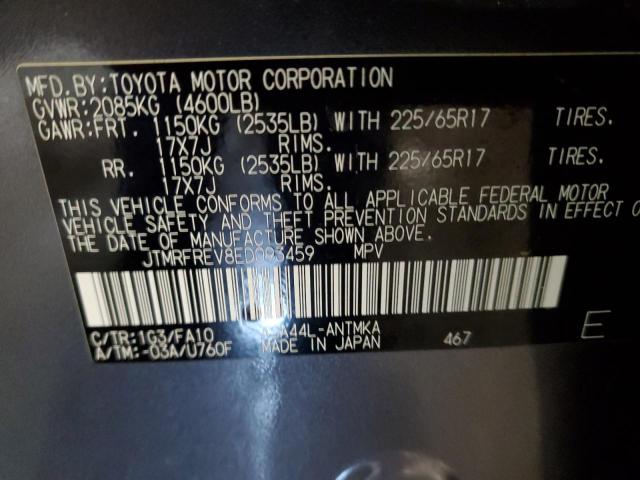 MFD.BY:TOYOTA MOTOR CORPORATION
GVWR:2085KG (4600LB)
GAWR:FRT. 1150KG (2535LB) WITH 225/65R17 TIRES.
17X7J RIMS.
RR. 1150KG (2535LB) WITH 225/65R17 TIRES.
17X7J RIMS.
THIS VEHICLE CONFORMS TO ALL APPLICABLE FEDERAL MOTOR
VEHICLE SAFETY AND THEFT PREVENTION STANDARDS IN EFFECT O
THE DATE OF MANUFACTURE SHOWN ABOVE.
JTMRFREV8ED093459 MPV
C/TR:1G3/FA10 A44L-ANTMKA
A/TM:-03A/U760F MADE IN JAPAN 467 E